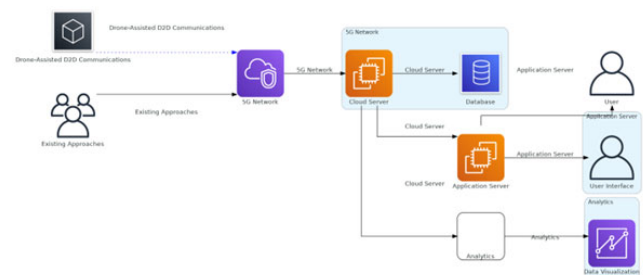 Drone-Assisted D2D Communications
Drone-Assisted D2D Communications
5G Network
5G Network
Cloud Server
Application Server
5G Network
Cloud Server
Database
User
Existing Approaches
Existing Approaches
Cloud Server
Application Server
Application Server
Cloud Server
Application Server
User Interface
Analytics
Analytics
Analytics
Data Visualization